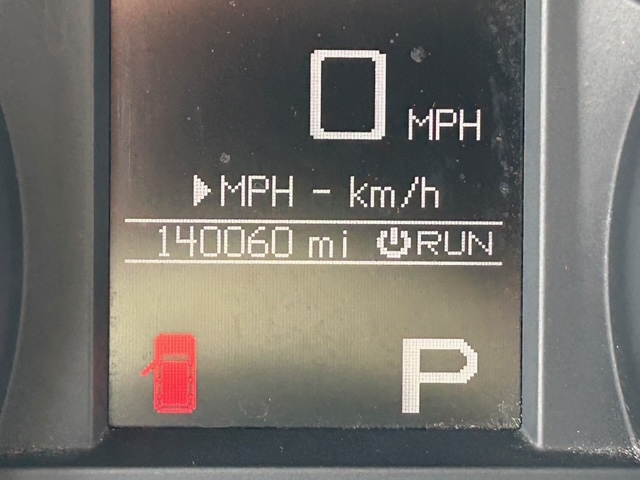 0 MPH
▶MPH - km/h
140060 mi RUN
P